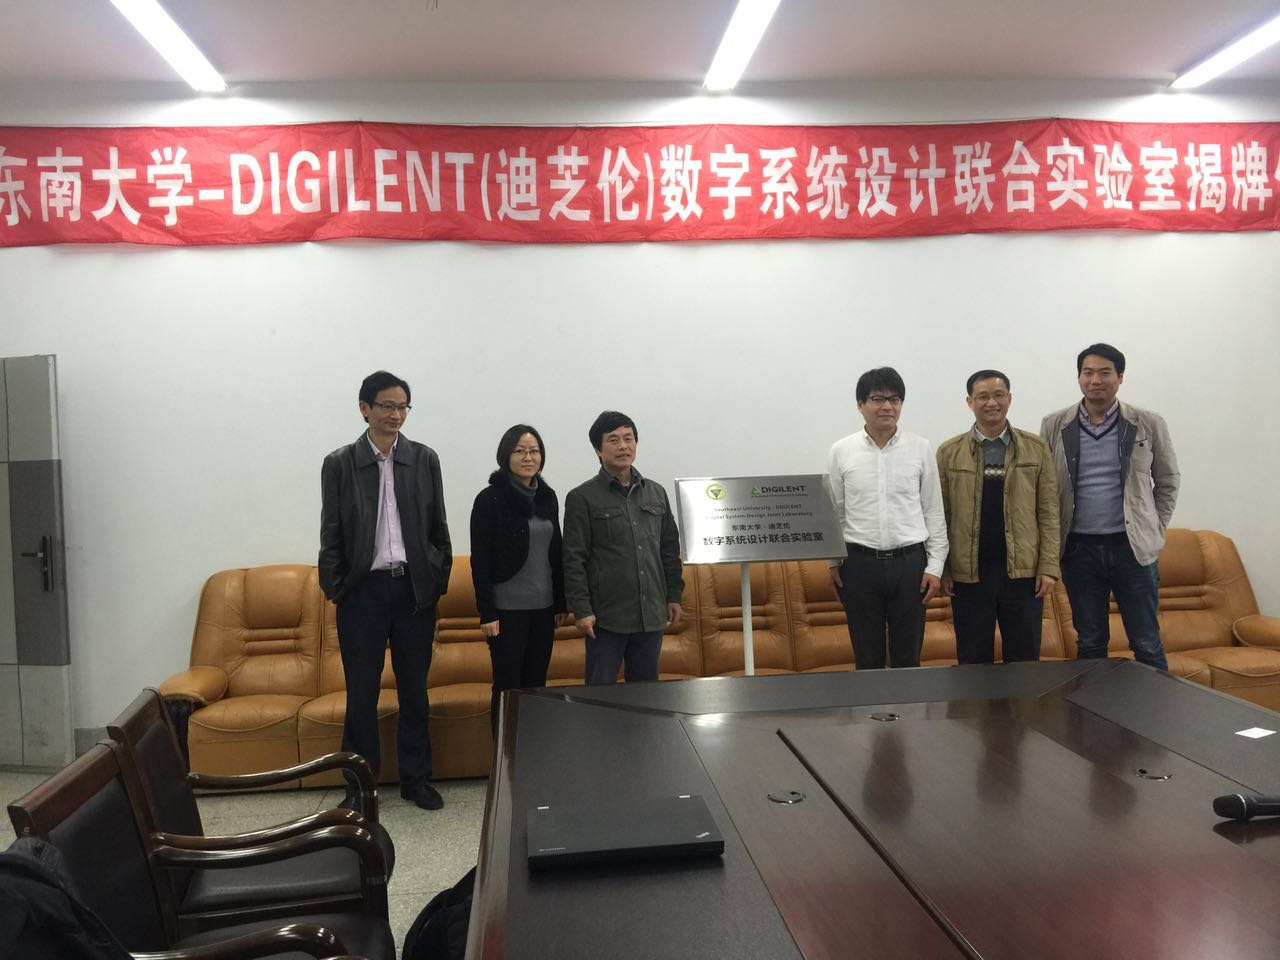 东南大学-DIGILENT(迪芝伦)数字系统设计联合实验室揭牌
DIGILENT
Southeast University - DIGILENT
Digital System Design Joint Laboratory
东南大学 - 迪芝伦
数字系统设计联合实验室